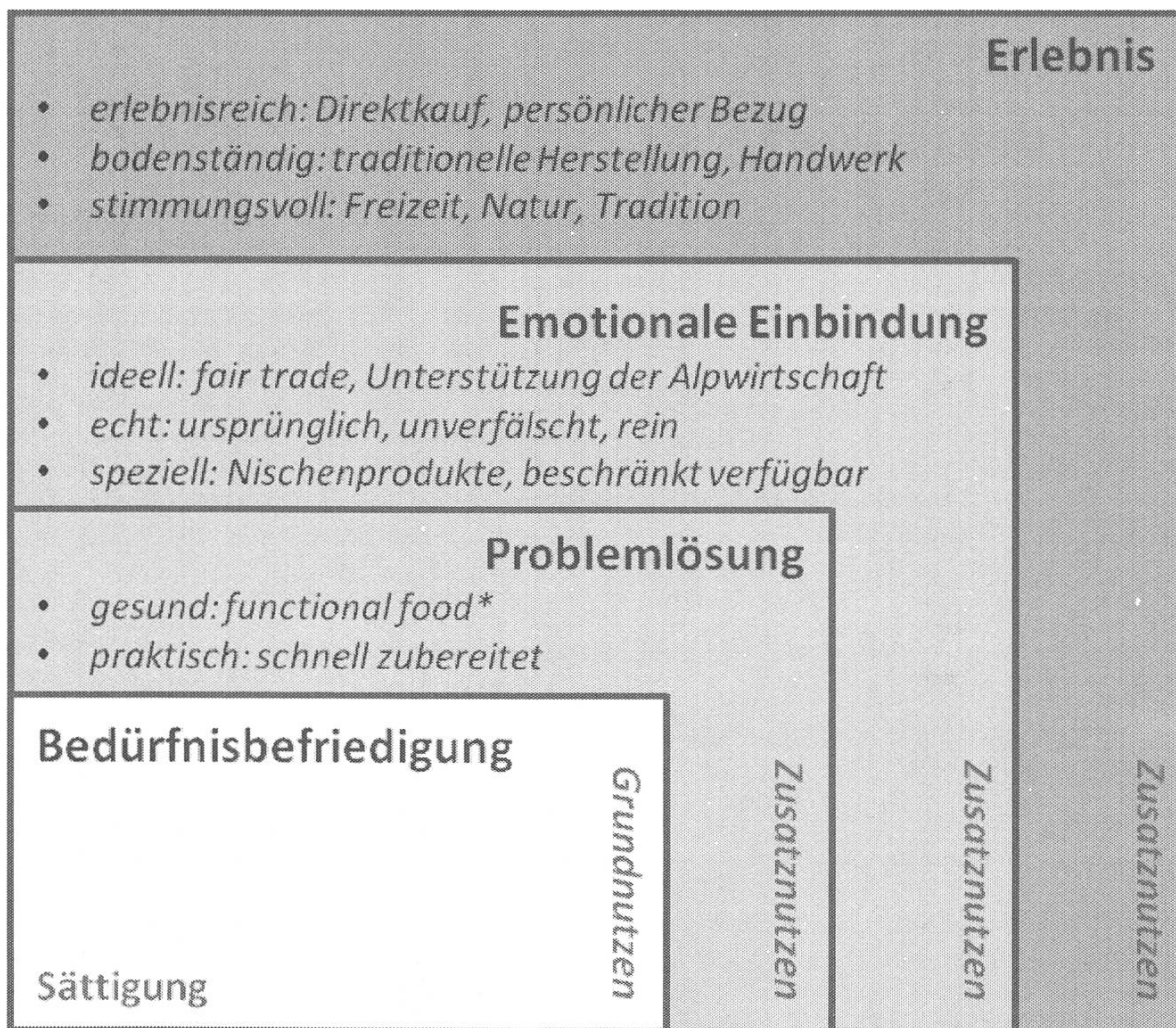 Erlebnis
• erlebnisreich: Direktkauf, persönlicher Bezug
• bodenständig: traditionelle Herstellung, Handwerk
• stimmungsvoll: Freizeit, Natur, Tradition
Emotionale Einbindung
• ideell: fair trade, Unterstützung der Alpwirtschaft
• echt: ursprünglich, unverfälscht, rein
• speziell: Nischenprodukte, beschränkt verfügbar
Problemlösung
• gesund: functional food*
• praktisch: schnell zubereitet
Bedürfnisbefriedigung
Sättigung
Grundnutzen
Zusatznutzen
Zusatznutzen
Zusatznutzen